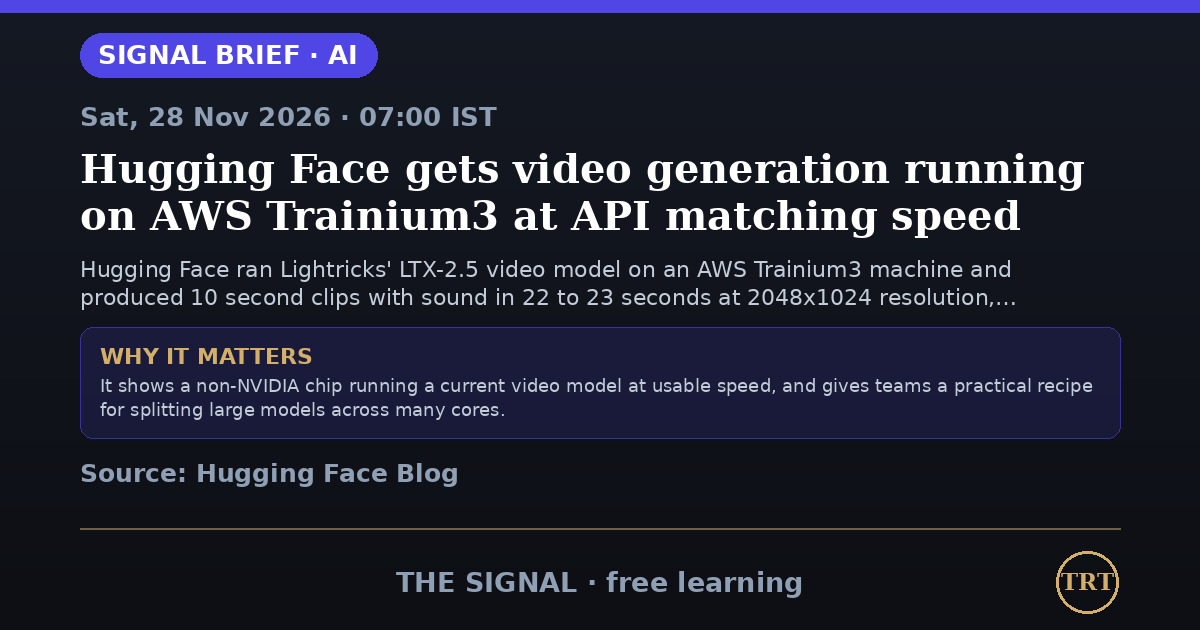 SIGNAL BRIEF · AI
Sat, 28 Nov 2026 · 07:00 IST
Hugging Face gets video generation running
on AWS Trainium3 at API matching speed
Hugging Face ran Lightricks' LTX-2.5 video model on an AWS Trainium3 machine and
produced 10 second clips with sound in 22 to 23 seconds at 2048x1024 resolution,...
WHY IT MATTERS
It shows a non-NVIDIA chip running a current video model at usable speed, and gives teams a practical recipe
for splitting large models across many cores.
Source: Hugging Face Blog
THE SIGNAL · free learning
TRT